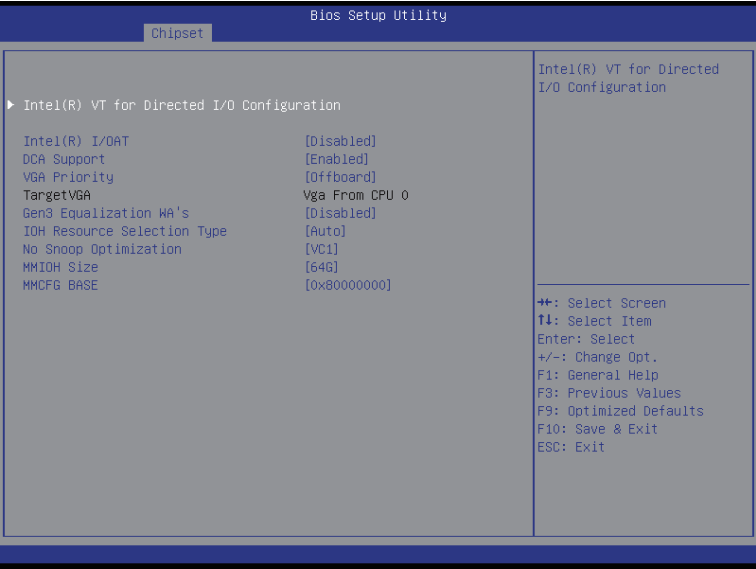 Bios Setup Utility
Chipset
Intel(R) VT for Directed I/O Configuration
Intel(R) I/OAT [Disabled]
DCA Support [Enabled]
VGA Priority [Offboard]
TargetVGA Vga From CPU 0
Gen3 Equalization WA's [Disabled]
IOH Resource Selection Type [Auto]
No Snoop Optimization [VC1]
MMIOH Size [64G]
MMCFG BASE [0x80000000]
Intel(R) VT for Directed
I/O Configuration
→←: Select Screen
↑↓: Select Item
Enter: Select
+/-: Change Opt.
F1: General Help
F3: Previous Values
F9: Optimized Defaults
F10: Save & Exit
ESC: Exit